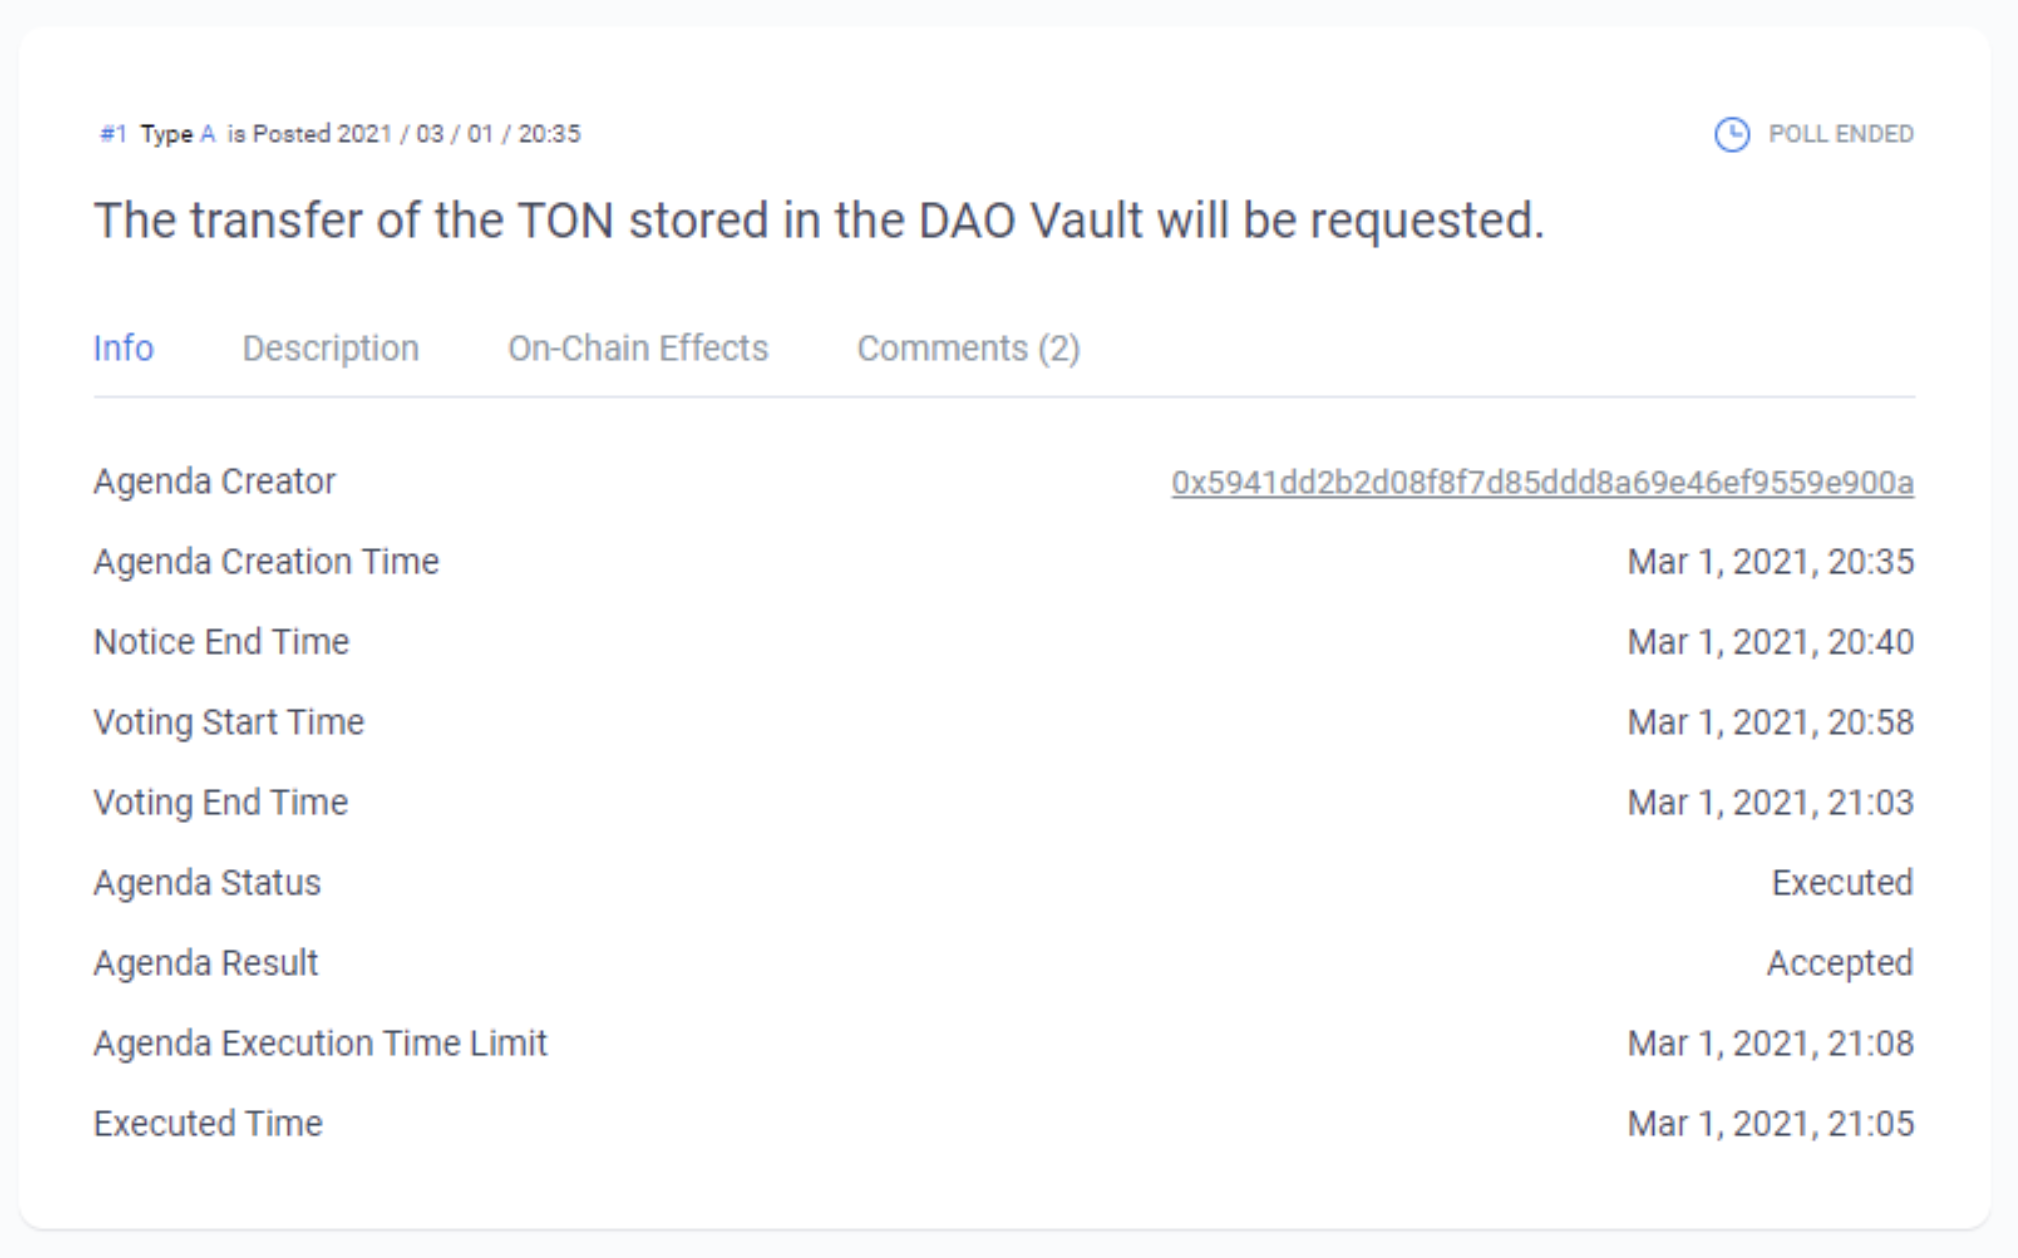 #1 Type A is Posted 2021 / 03 / 01 / 20:35 POLL ENDED
The transfer of the TON stored in the DAO Vault will be requested.
Info Description On-Chain Effects Comments (2)
Agenda Creator 0x5941dd2b2d08f8f7d85ddd8a69e46ef9559e900a
Agenda Creation Time Mar 1, 2021, 20:35
Notice End Time Mar 1, 2021, 20:40
Voting Start Time Mar 1, 2021, 20:58
Voting End Time Mar 1, 2021, 21:03
Agenda Status Executed
Agenda Result Accepted
Agenda Execution Time Limit Mar 1, 2021, 21:08
Executed Time Mar 1, 2021, 21:05